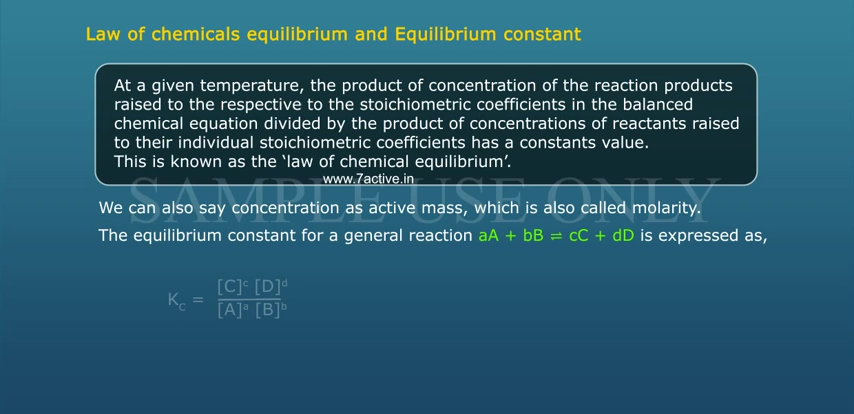 Law of chemicals equilibrium and Equilibrium constant
At a given temperature, the product of concentration of the reaction products
raised to the respective to the stoichiometric coefficients in the balanced
chemical equation divided by the product of concentrations of reactants raised
to their individual stoichiometric coefficients has a constants value.
This is known as the ‘law of chemical equilibrium’.
www.7active.in
SAMPLE USE ONLY
We can also say concentration as active mass, which is also called molarity.
The equilibrium constant for a general reaction aA + bB ⇌ cC + dD is expressed as,
K_C = [C]^c [D]^d
[A]^a [B]^b